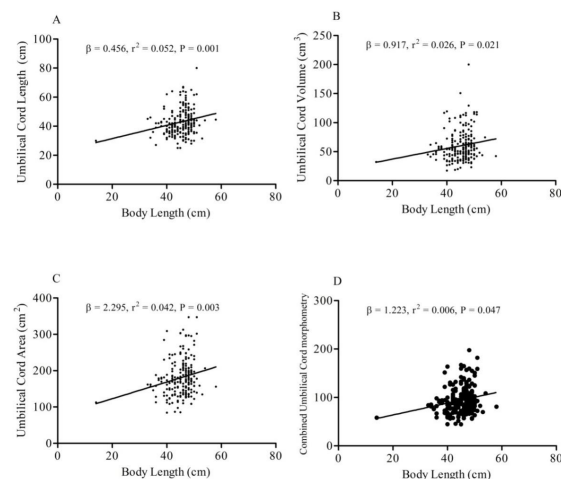 A
β = 0.456, r² = 0.052, P = 0.001
Umbilical Cord Length (cm)
100
80
60
40
20
0
0 20 40 60 80
Body Length (cm)
B
β = 0.917, r² = 0.026, P = 0.021
Umbilical Cord Volume (cm³)
250
200
150
100
50
0
0 20 40 60 80
Body Length (cm)
C
β = 2.295, r² = 0.042, P = 0.003
Umbilical Cord Area (cm²)
400
300
200
100
0
0 20 40 60 80
Body Length (cm)
D
β = 1.223, r² = 0.006, P = 0.047
Combined Umbilical Cord morphometry
300
200
100
0
0 20 40 60 80
Body Length (cm)